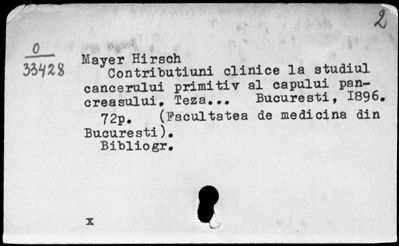 2
0
33428
Mayer Hirsch
Contributiuni clinice la studiul
cancerului primitiv al capului pan-
creasului. Teza... Bucuresti, I896.
72p. (Facultatea de medicina din
Bucuresti).
Bibliogr.
x